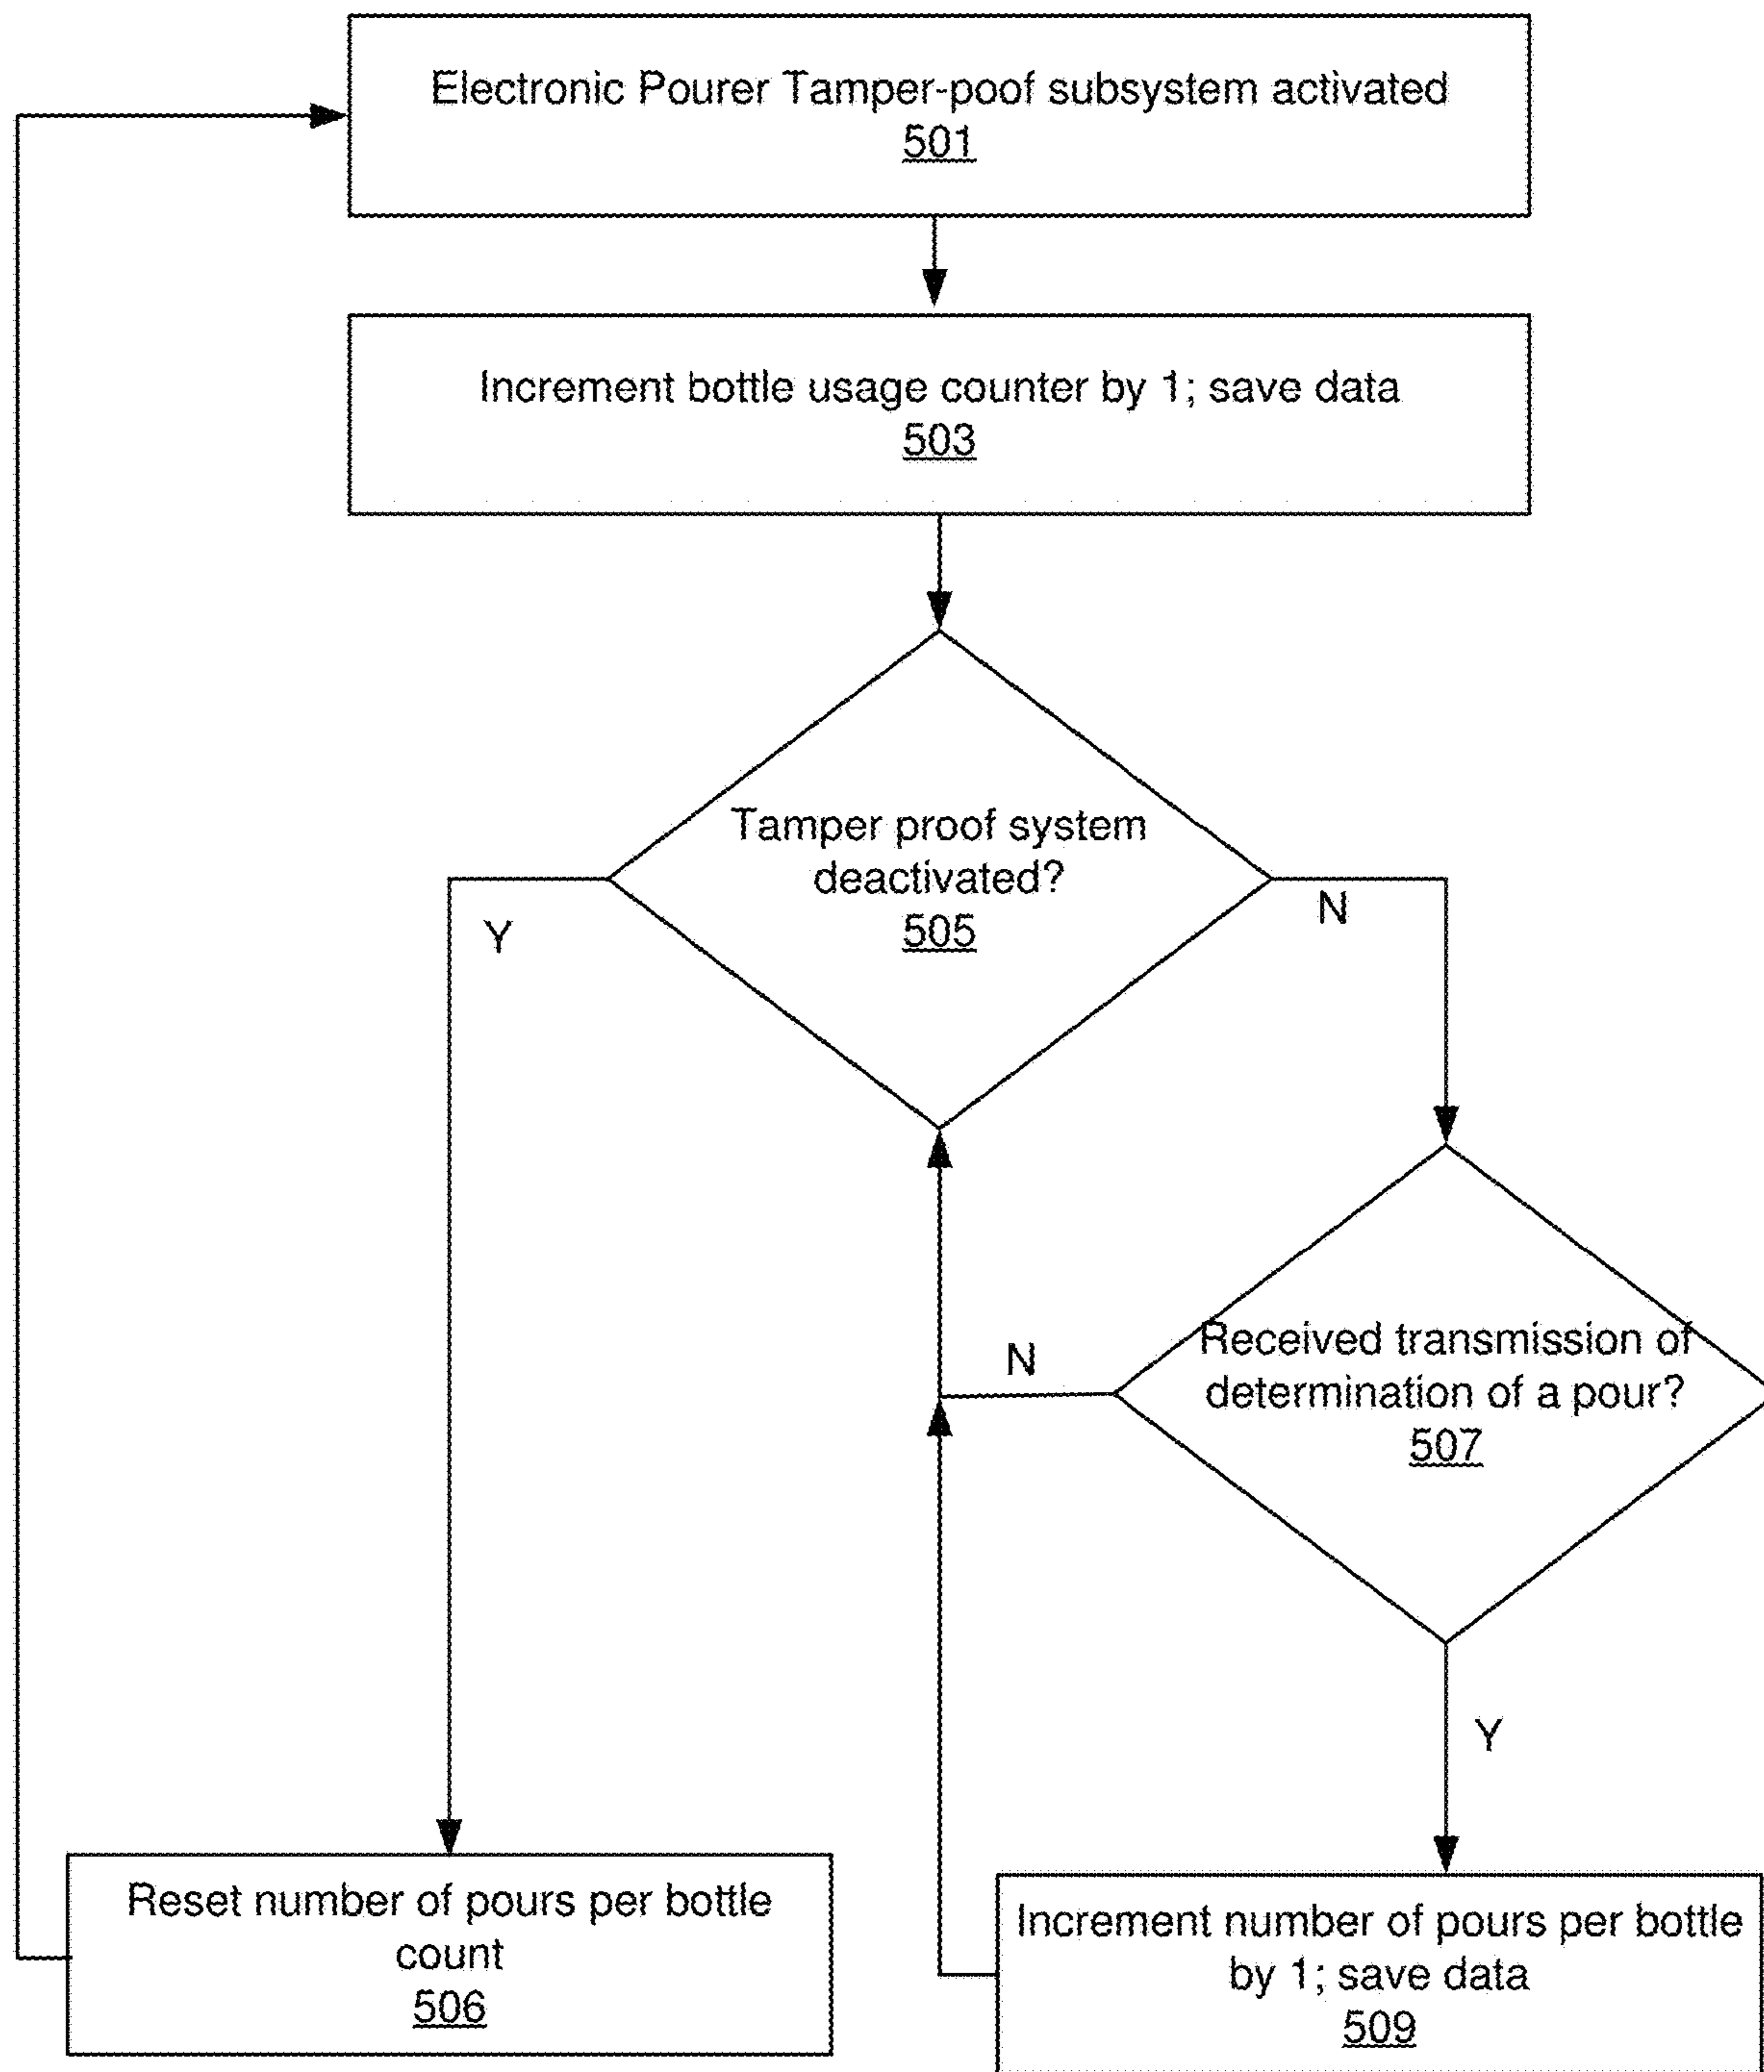 Electronic Pourer Tamper-poof subsystem activated
501
Increment bottle usage counter by 1; save data
503
Tamper proof system
deactivated?
505
Y
N
Received transmission of
determination of a pour?
507
N
Y
Reset number of pours per bottle
count
506
Increment number of pours per bottle
by 1; save data
509